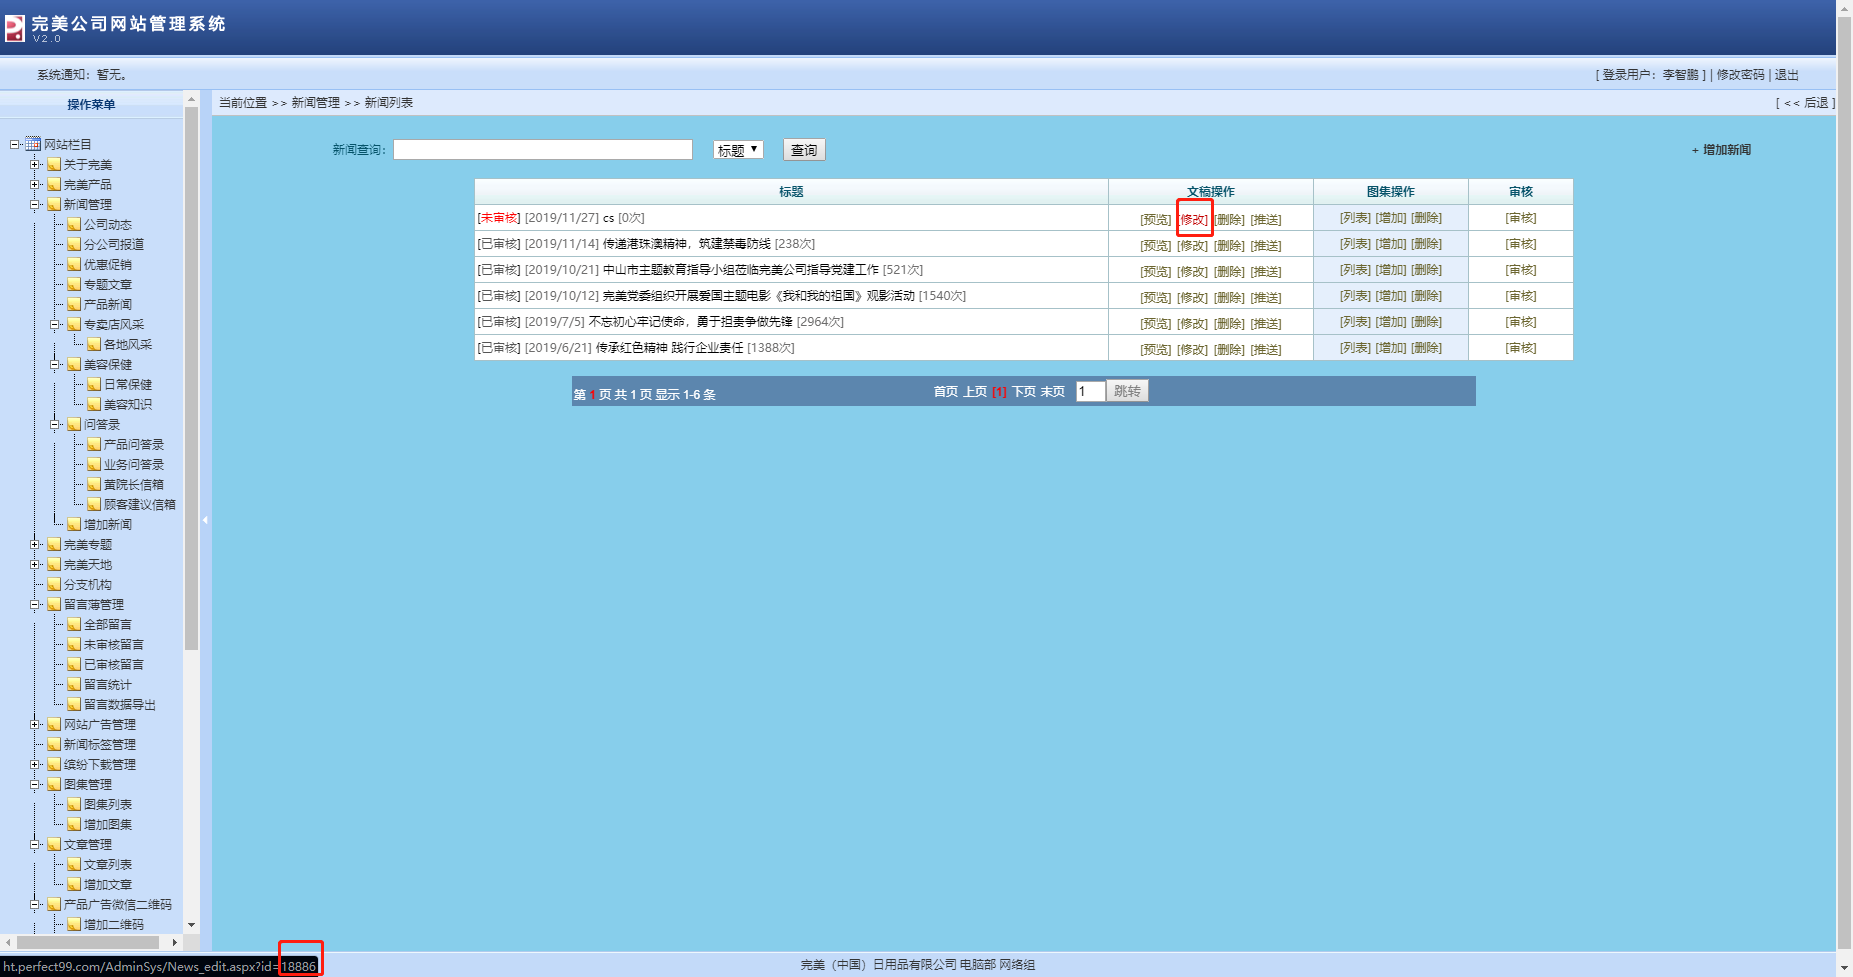 完美公司网站管理系统
V2.0
系统通知：暂无。
[ 登录用户：李智鹏 ] | 修改密码 | 退出
操作菜单
当前位置 >> 新闻管理 >> 新闻列表
[ << 后退 ]
网站栏目
关于完美
完美产品
新闻管理
公司动态
分公司报道
优惠促销
专题文章
产品新闻
专卖店风采
各地风采
美容保健
日常保健
美容知识
问答录
产品问答录
业务问答录
黄院长信箱
顾客建议信箱
增加新闻
完美专题
完美天地
分支机构
留言薄管理
全部留言
未审核留言
已审核留言
留言统计
留言数据导出
网站广告管理
新闻标签管理
缤纷下载管理
图集管理
图集列表
增加图集
文章管理
文章列表
增加文章
产品广告微信二维码
增加二维码
新闻查询：
标题 ▼
查询
+ 增加新闻
标题 文稿操作 图集操作 审核
[未审核] [2019/11/27] cs [0次] [预览] [修改] [删除] [推送] [列表] [增加] [删除] [审核]
[已审核] [2019/11/14] 传递港珠澳精神，筑建禁毒防线 [238次] [预览] [修改] [删除] [推送] [列表] [增加] [删除] [审核]
[已审核] [2019/10/21] 中山市主题教育指导小组莅临完美公司指导党建工作 [521次] [预览] [修改] [删除] [推送] [列表] [增加] [删除] [审核]
[已审核] [2019/10/12] 完美党委组织开展爱国主题电影《我和我的祖国》观影活动 [1540次] [预览] [修改] [删除] [推送] [列表] [增加] [删除] [审核]
[已审核] [2019/7/5] 不忘初心牢记使命，勇于担责争做先锋 [2964次] [预览] [修改] [删除] [推送] [列表] [增加] [删除] [审核]
[已审核] [2019/6/21] 传承红色精神 践行企业责任 [1388次] [预览] [修改] [删除] [推送] [列表] [增加] [删除] [审核]
第 1 页 共 1 页 显示 1-6 条
首页 上页 [1] 下页 末页 1 跳转
ht.perfect99.com/AdminSys/News_edit.aspx?id=18886
完美（中国）日用品有限公司 电脑部 网络组